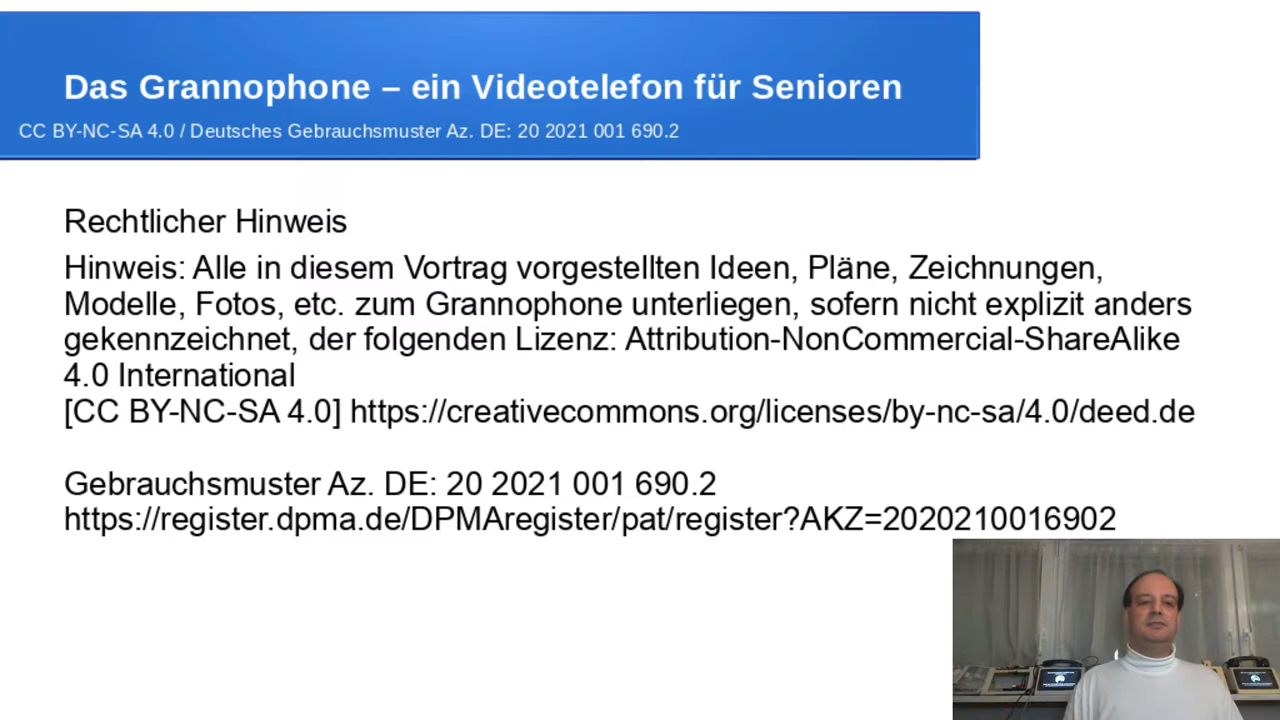 Das Grannophone – ein Videotelefon für Senioren
CC BY-NC-SA 4.0 / Deutsches Gebrauchsmuster Az. DE: 20 2021 001 690.2
Rechtlicher Hinweis
Hinweis: Alle in diesem Vortrag vorgestellten Ideen, Pläne, Zeichnungen,
Modelle, Fotos, etc. zum Grannophone unterliegen, sofern nicht explizit anders
gekennzeichnet, der folgenden Lizenz: Attribution-NonCommercial-ShareAlike
4.0 International
[CC BY-NC-SA 4.0] https://creativecommons.org/licenses/by-nc-sa/4.0/deed.de
Gebrauchsmuster Az. DE: 20 2021 001 690.2
https://register.dpma.de/DPMAregister/pat/register?AKZ=2020210016902